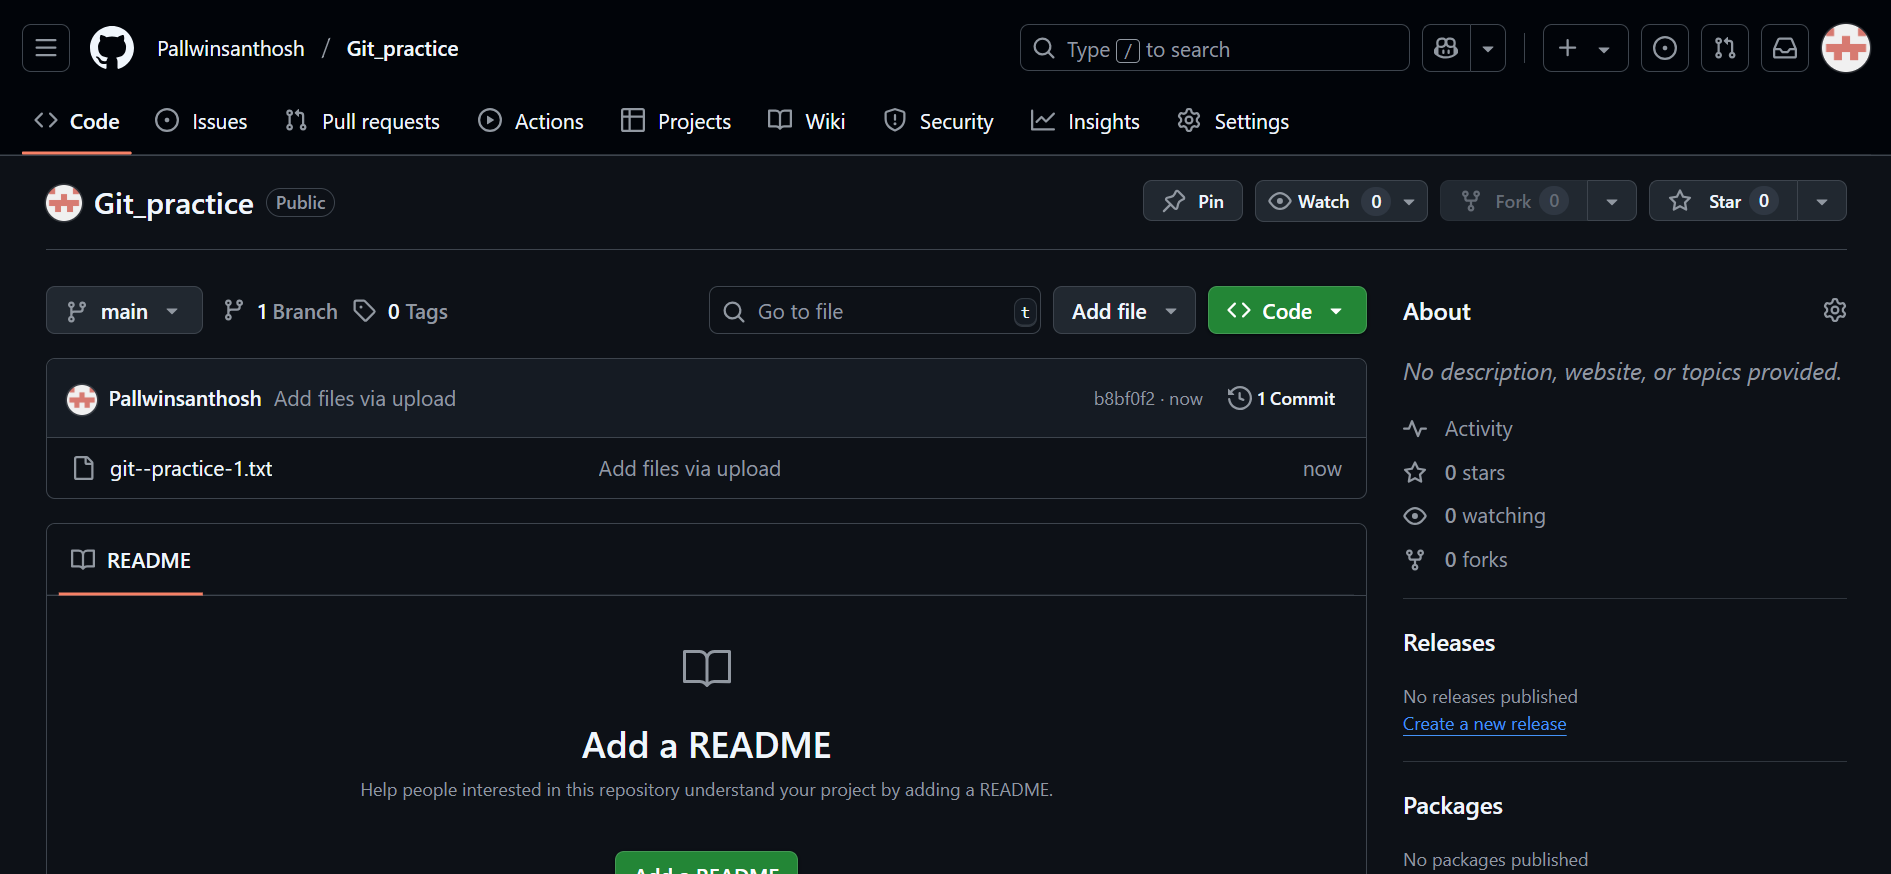 Pallwinsanthosh / Git_practice
Type / to search
Code Issues Pull requests Actions Projects Wiki Security Insights Settings
Git_practice Public
Pin Watch 0 Fork 0 Star 0
main 1 Branch 0 Tags
Go to file t
Add file Code
Pallwinsanthosh Add files via upload b8bf0f2 · now 1 Commit
git--practice-1.txt Add files via upload now
README
Add a README
Help people interested in this repository understand your project by adding a README.
Add a README
About
No description, website, or topics provided.
Activity
0 stars
0 watching
0 forks
Releases
No releases published
Create a new release
Packages
No packages published